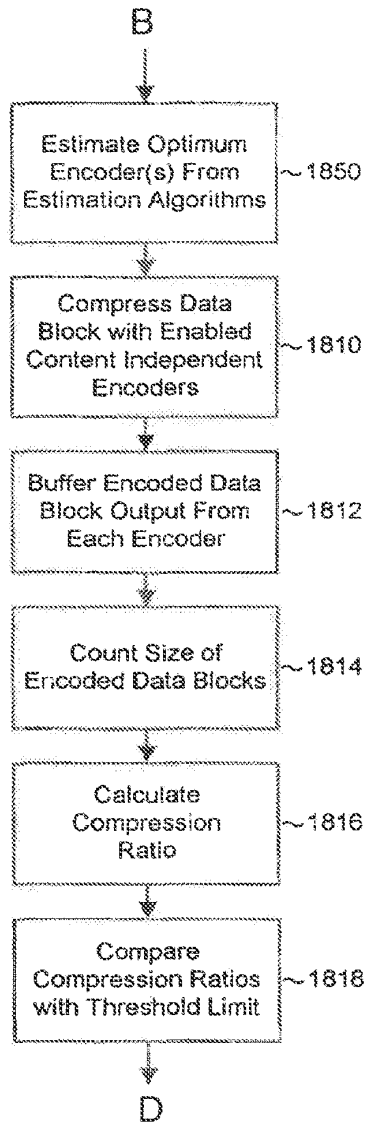 B
Estimate Optimum
Encoder(s) From
Estimation Algorithms
1850
Compress Data
Block with Enabled
Content Independent
Encoders
1810
Buffer Encoded Data
Block Output From
Each Encoder
1812
Count Size of
Encoded Data Blocks
1814
Calculate
Compression
Ratio
1816
Compare
Compression Ratios
with Threshold Limit
1818
D